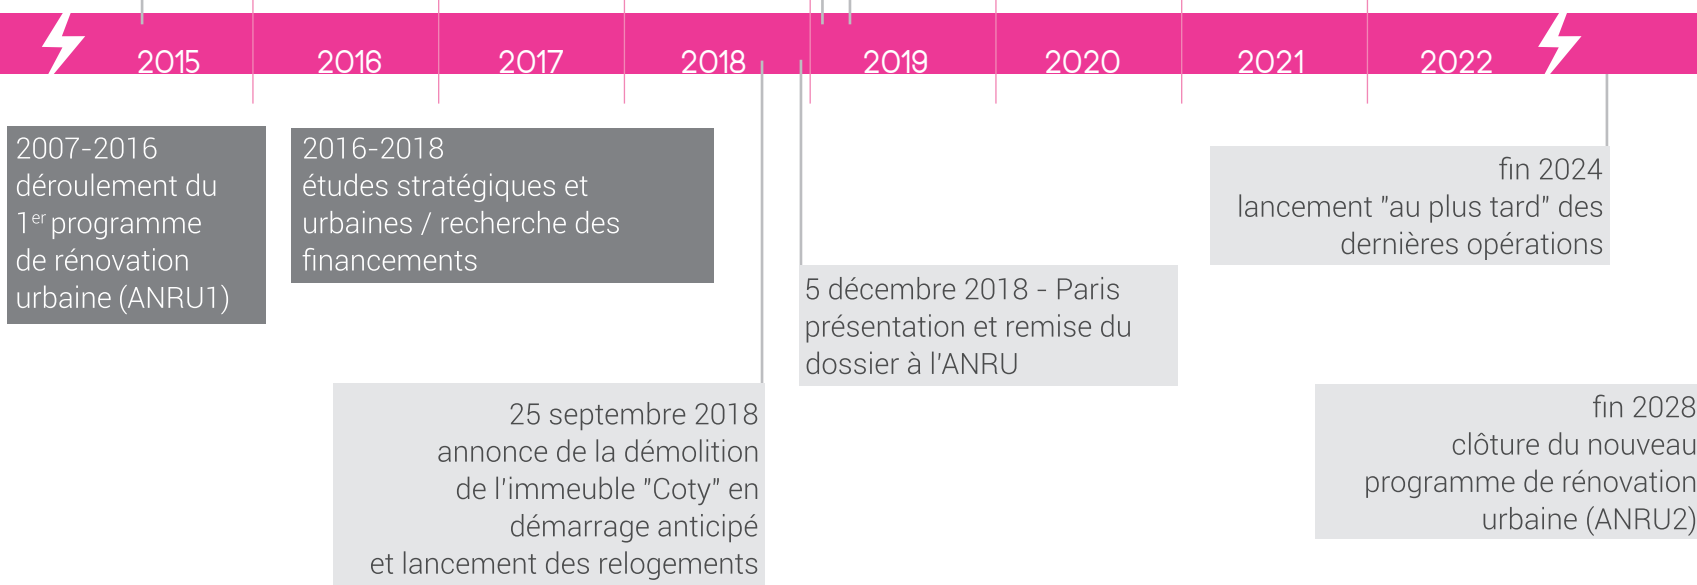 2015 2016 2017 2018 2019 2020 2021 2022
2007-2016
déroulement du
1er programme
de rénovation
urbaine (ANRU1)
2016-2018
études stratégiques et
urbaines / recherche des
financements
25 septembre 2018
annonce de la démolition
de l'immeuble "Coty" en
démarrage anticipé
et lancement des relogements
5 décembre 2018 - Paris
présentation et remise du
dossier à l'ANRU
fin 2024
lancement "au plus tard" des
dernières opérations
fin 2028
clôture du nouveau
programme de rénovation
urbaine (ANRU2)